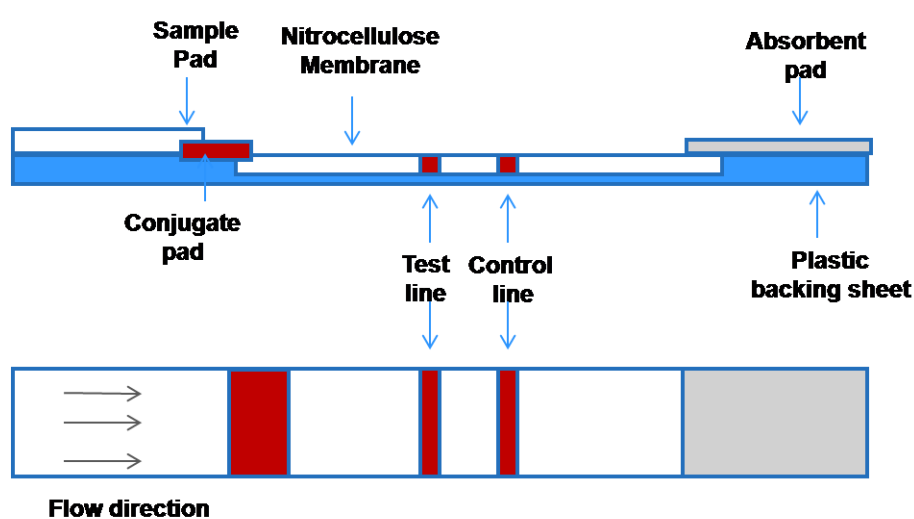 Sample
Pad
Nitrocellulose
Membrane
Absorbent
pad
Conjugate
pad
Test
line
Control
line
Plastic
backing sheet
Flow direction